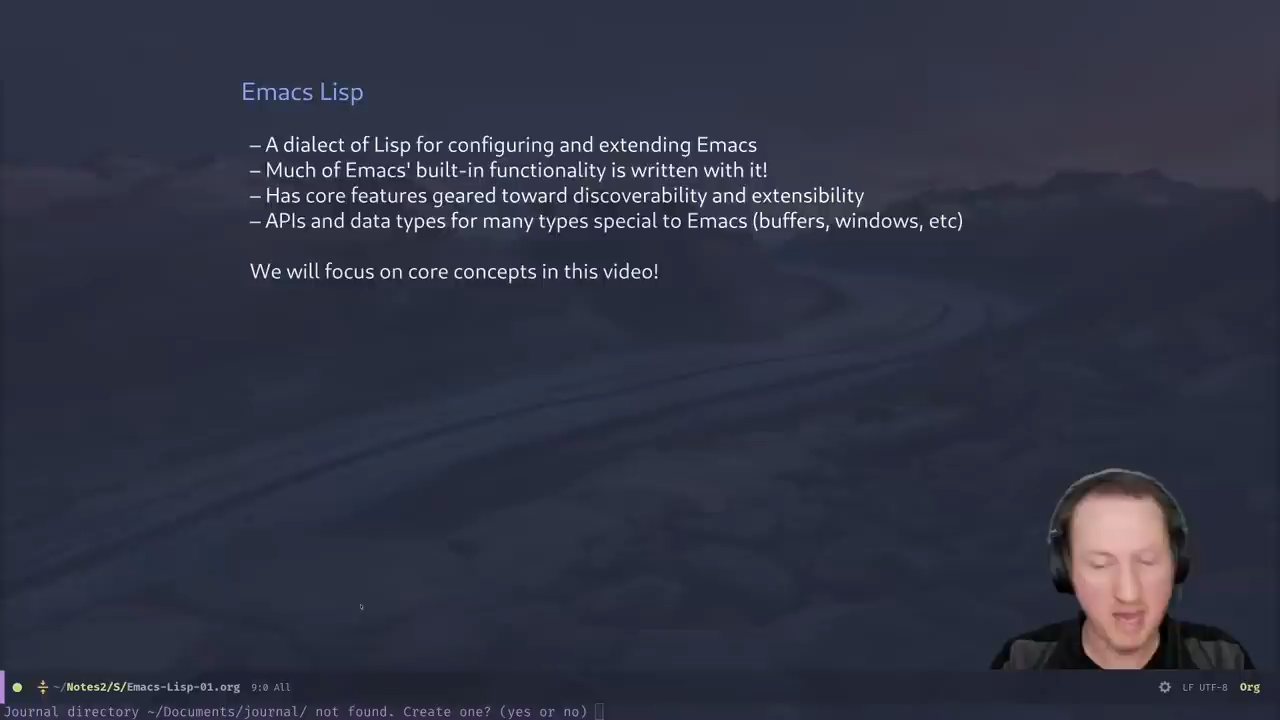 Emacs Lisp
– A dialect of Lisp for configuring and extending Emacs
– Much of Emacs' built-in functionality is written with it!
– Has core features geared toward discoverability and extensibility
– APIs and data types for many types special to Emacs (buffers, windows, etc)
We will focus on core concepts in this video!
~/Notes2/S/Emacs-Lisp-01.org 9:0 All LF UTF-8 Org
Journal directory ~/Documents/journal/ not found. Create one? (yes or no)